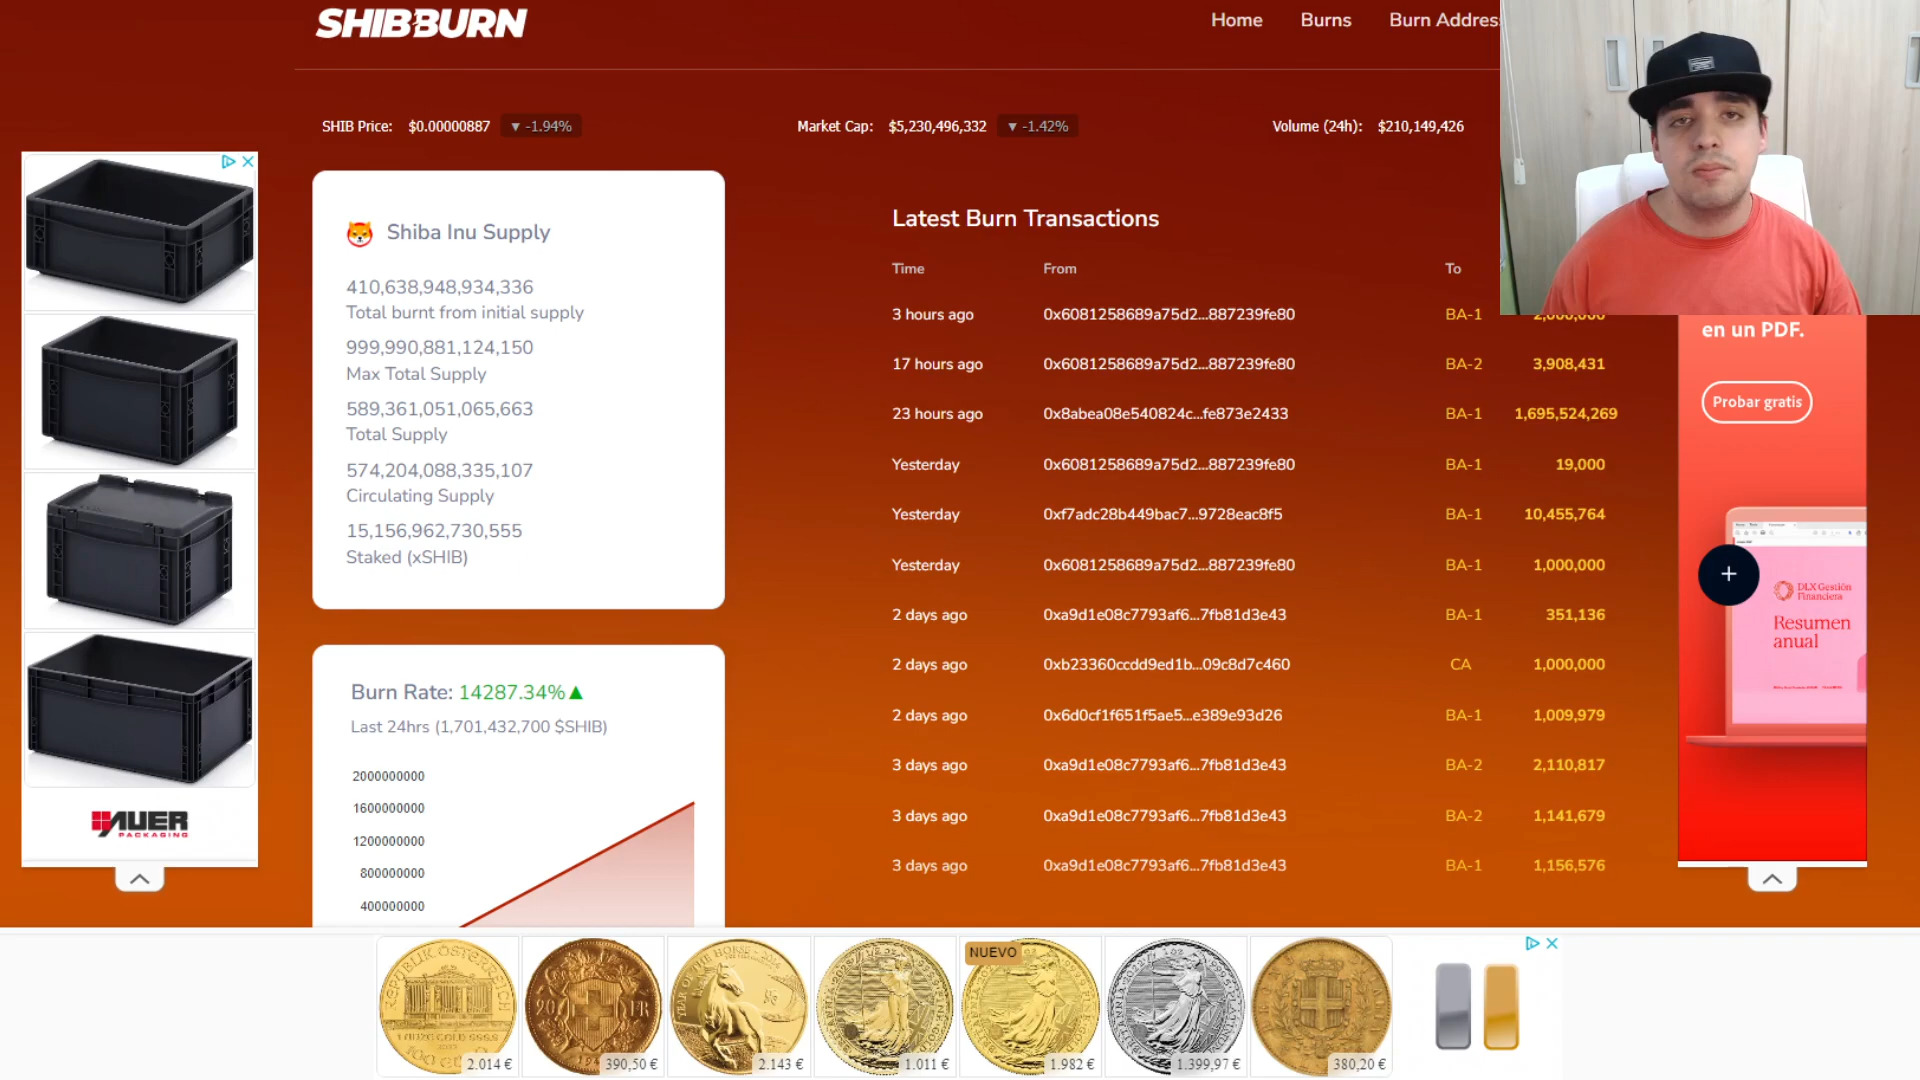 SHIBBURN
Home Burns Burn Address
SHIB Price: $0.00000887 ▼ -1.94%
Market Cap: $5,230,496,332 ▼ -1.42%
Volume (24h): $210,149,426
Shiba Inu Supply
410,638,948,934,336
Total burnt from initial supply
999,990,881,124,150
Max Total Supply
589,361,051,065,663
Total Supply
574,204,088,335,107
Circulating Supply
15,156,962,730,555
Staked (xSHIB)
Burn Rate: 14287.34%▲
Last 24hrs (1,701,432,700 $SHIB)
2000000000
1600000000
1200000000
800000000
400000000
Latest Burn Transactions
Time From To
3 hours ago 0x6081258689a75d2...887239fe80 BA-1 2,000,000
17 hours ago 0x6081258689a75d2...887239fe80 BA-2 3,908,431
23 hours ago 0x8abea08e540824c...fe873e2433 BA-1 1,695,524,269
Yesterday 0x6081258689a75d2...887239fe80 BA-1 19,000
Yesterday 0xf7adc28b449bac7...9728eac8f5 BA-1 10,455,764
Yesterday 0x6081258689a75d2...887239fe80 BA-1 1,000,000
2 days ago 0xa9d1e08c7793af6...7fb81d3e43 BA-1 351,136
2 days ago 0xb23360ccdd9ed1b...09c8d7c460 CA 1,000,000
2 days ago 0x6d0cf1f651f5ae5...e389e93d26 BA-1 1,009,979
3 days ago 0xa9d1e08c7793af6...7fb81d3e43 BA-2 2,110,817
3 days ago 0xa9d1e08c7793af6...7fb81d3e43 BA-2 1,141,679
3 days ago 0xa9d1e08c7793af6...7fb81d3e43 BA-1 1,156,576
en un PDF.
Probar gratis
DLX Gestión
Financiera
Resumen
anual
AUER
PACKAGING
NUEVO
2.014 € 390,50 € 2.143 € 1.011 € 1.982 € 1.399,97 € 380,20 €